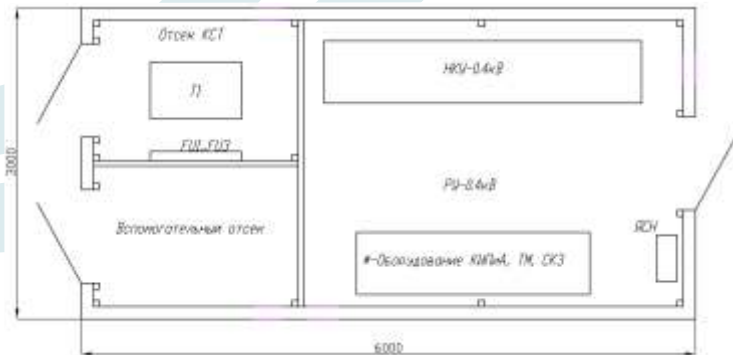 Отсек КСТ
НКУ-0.4кВ
Т1
FU1..FU3
3000
РУ-0.4кВ
Вспомогательный отсек
ЯСН
#-Оборудование КИПиА, ТМ, СКЗ
6000